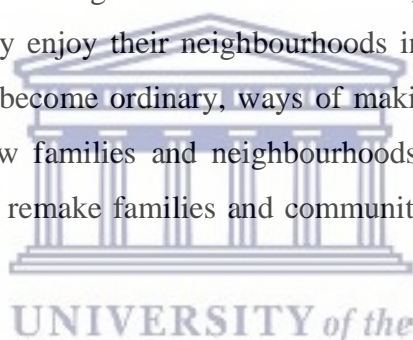 y enjoy their neighbourhoods in
become ordinary, ways of maki
w families and neighbourhoods
remake families and communit
UNIVERSITY of the